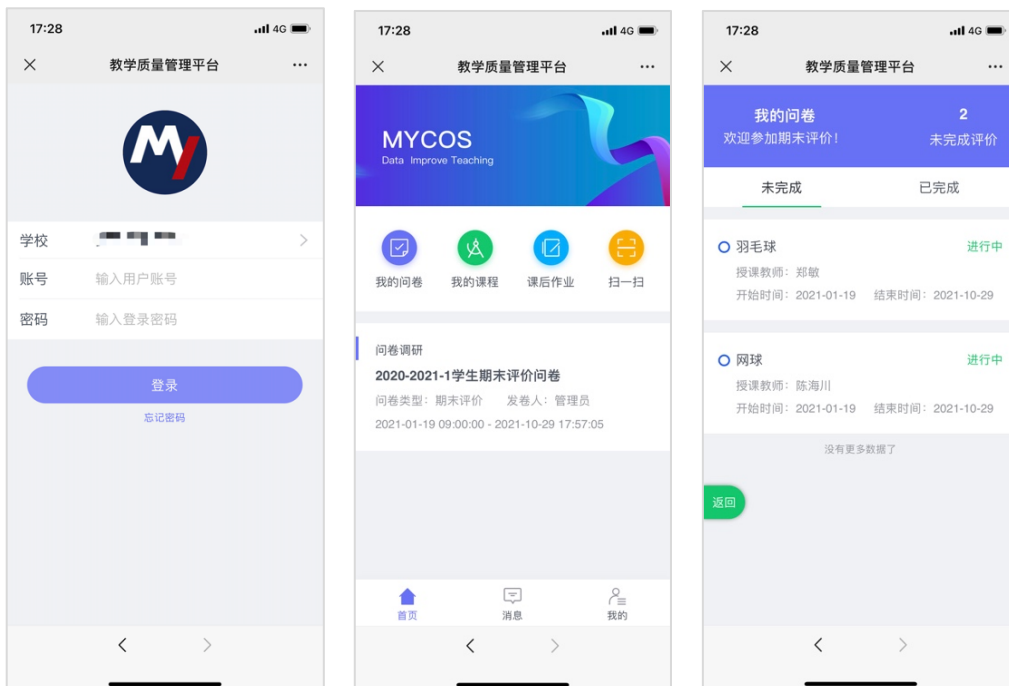 17:28
4G
教学质量管理平台
My
学校
账号 输入用户账号
密码 输入登录密码
登录
忘记密码
17:28
4G
教学质量管理平台
MYCOS
Data Improve Teaching
我的问卷 我的课程 课后作业 扫一扫
问卷调研
2020-2021-1学生期末评价问卷
问卷类型：期末评价 发卷人：管理员
2021-01-19 09:00:00 - 2021-10-29 17:57:05
首页 消息 我的
17:28
4G
教学质量管理平台
我的问卷 2
欢迎参加期末评价！ 未完成评价
未完成 已完成
羽毛球 进行中
授课教师：郑敏
开始时间：2021-01-19 结束时间：2021-10-29
网球 进行中
授课教师：陈海川
开始时间：2021-01-19 结束时间：2021-10-29
没有更多数据了
返回